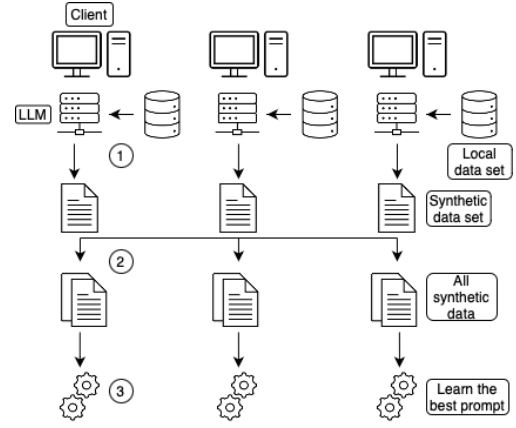 Client
LLM
1
Local
data set
Synthetic
data set
2
All
synthetic
data
3
Learn the
best prompt